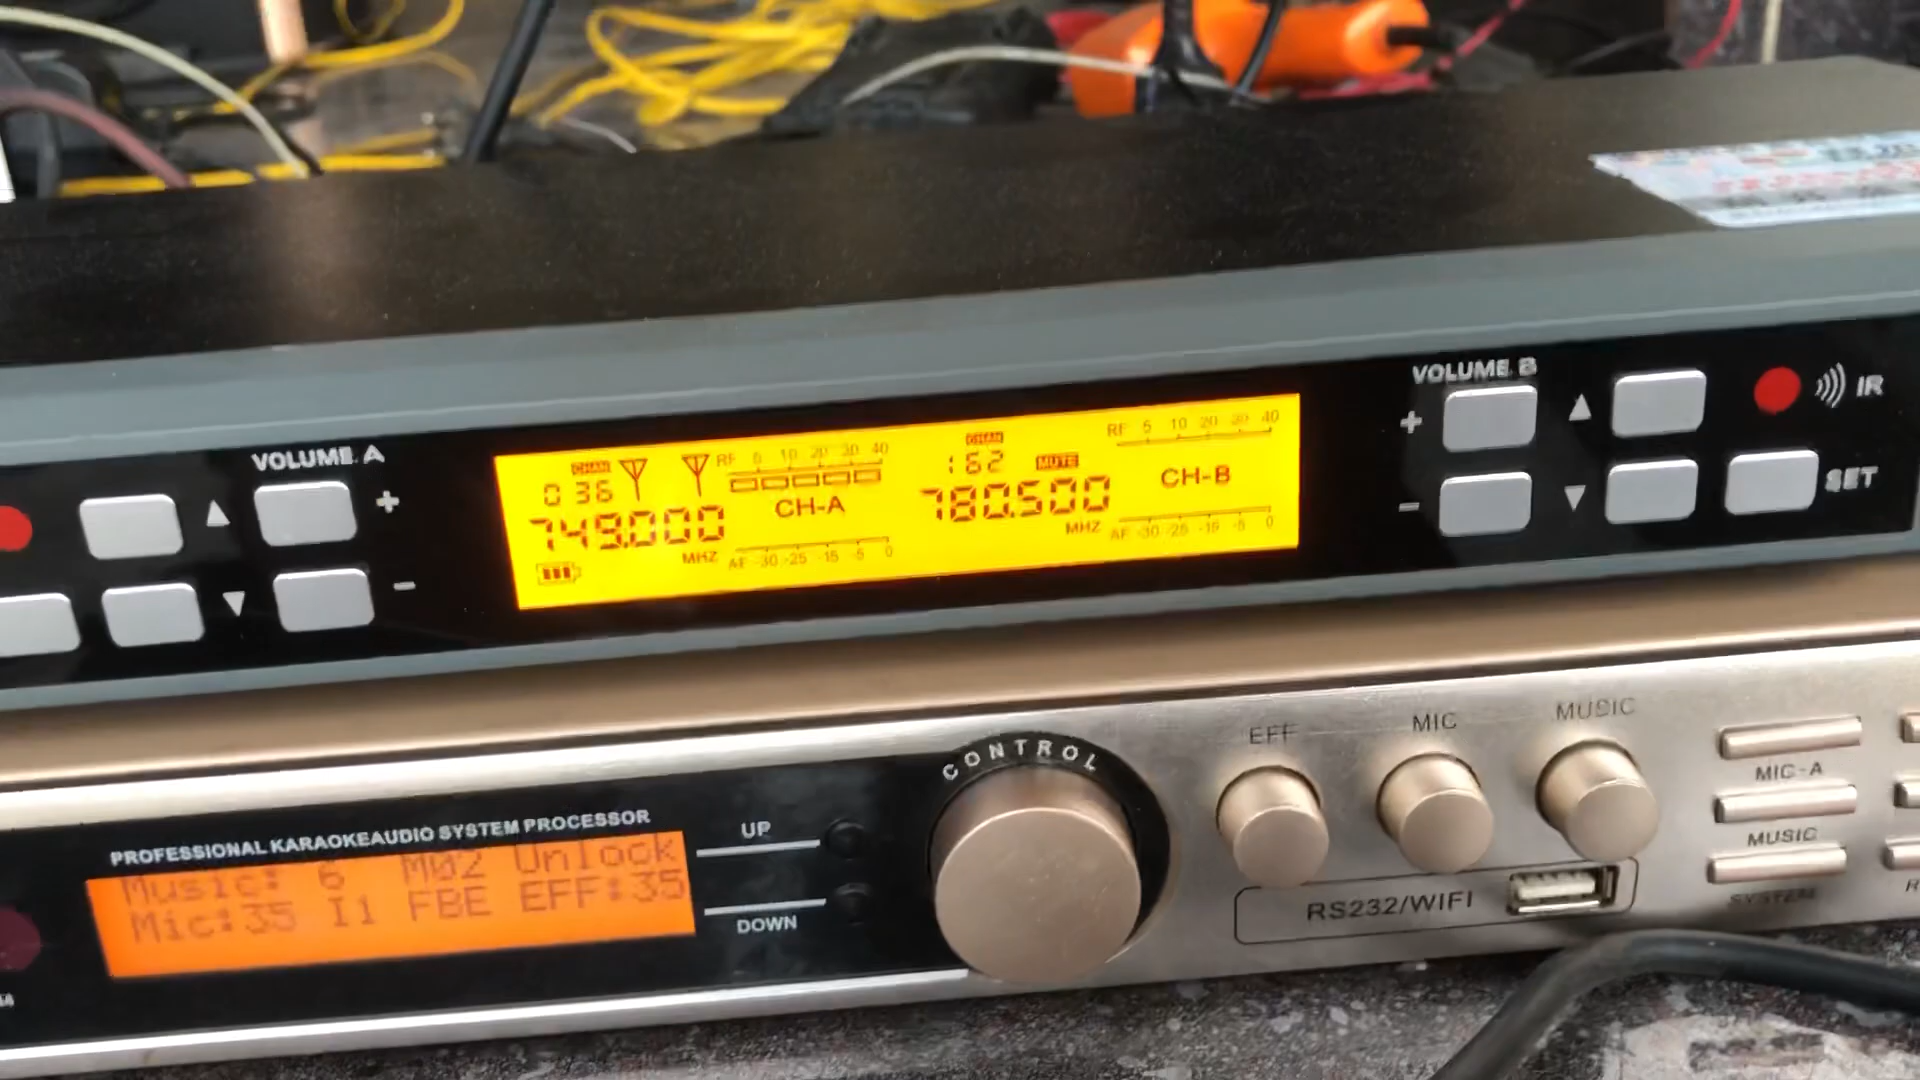 VOLUME A
+
−
CHAN
036
749.000
MHZ
RF 0 10 20 30 40
CH-A
AF -30 -25 -15 -5 0
CHAN
162
MUTE
780.500
MHZ
RF 5 10 20 30 40
CH-B
AF -30 -25 -15 -5 0
VOLUME B
+
−
IR
SET
PROFESSIONAL KARAOKEAUDIO SYSTEM PROCESSOR
Music: 6 M02 Unlock
Mic:35 I1 FBE EFF:35
UP
DOWN
CONTROL
EFF
MIC
MUSIC
RS232/WIFI
MIC-A
MUSIC
SYSTEM